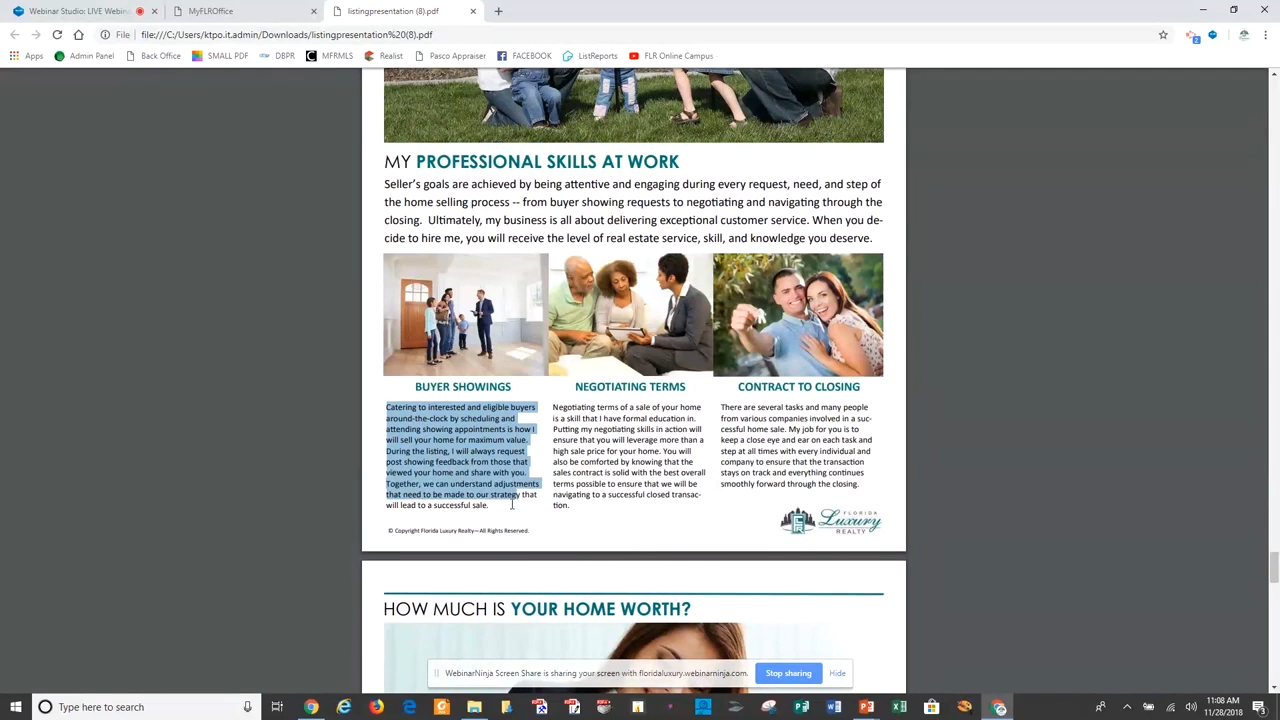 Webinar Studio: LIVE Webin
MyFLROffice
listingpresentation (8).pdf
File
file:///C:/Users/ktpo.it.admin/Downloads/listingpresentation%20(8).pdf
2
Apps
Admin Panel
Back Office
SMALL PDF
DBPR
MFRMLS
Realist
Pasco Appraiser
FACEBOOK
ListReports
FLR Online Campus
MY PROFESSIONAL SKILLS AT WORK
Seller's goals are achieved by being attentive and engaging during every request, need, and step of
the home selling process -- from buyer showing requests to negotiating and navigating through the
closing. Ultimately, my business is all about delivering exceptional customer service. When you de-
cide to hire me, you will receive the level of real estate service, skill, and knowledge you deserve.
BUYER SHOWINGS
Catering to interested and eligible buyers
around-the-clock by scheduling and
attending showing appointments is how I
will sell your home for maximum value.
During the listing, I will always request
post showing feedback from those that
viewed your home and share with you.
Together, we can understand adjustments
that need to be made to our strategy that
will lead to a successful sale.
NEGOTIATING TERMS
Negotiating terms of a sale of your home
is a skill that I have formal education in.
Putting my negotiating skills in action will
ensure that you will leverage more than a
high sale price for your home. You will
also be comforted by knowing that the
sales contract is solid with the best overall
terms possible to ensure that we will be
navigating to a successful closed transac-
tion.
CONTRACT TO CLOSING
There are several tasks and many people
from various companies involved in a suc-
cessful home sale. My job for you is to
keep a close eye and ear on each task and
step at all times with every individual and
company to ensure that the transaction
stays on track and everything continues
smoothly forward through the closing.
© Copyright Florida Luxury Realty—All Rights Reserved.
FLORIDA
Luxury
REALTY
HOW MUCH IS YOUR HOME WORTH?
WebinarNinja Screen Share is sharing your screen with floridaluxury.webinarninja.com.
Stop sharing
Hide
Type here to search
11:08 AM
11/28/2018